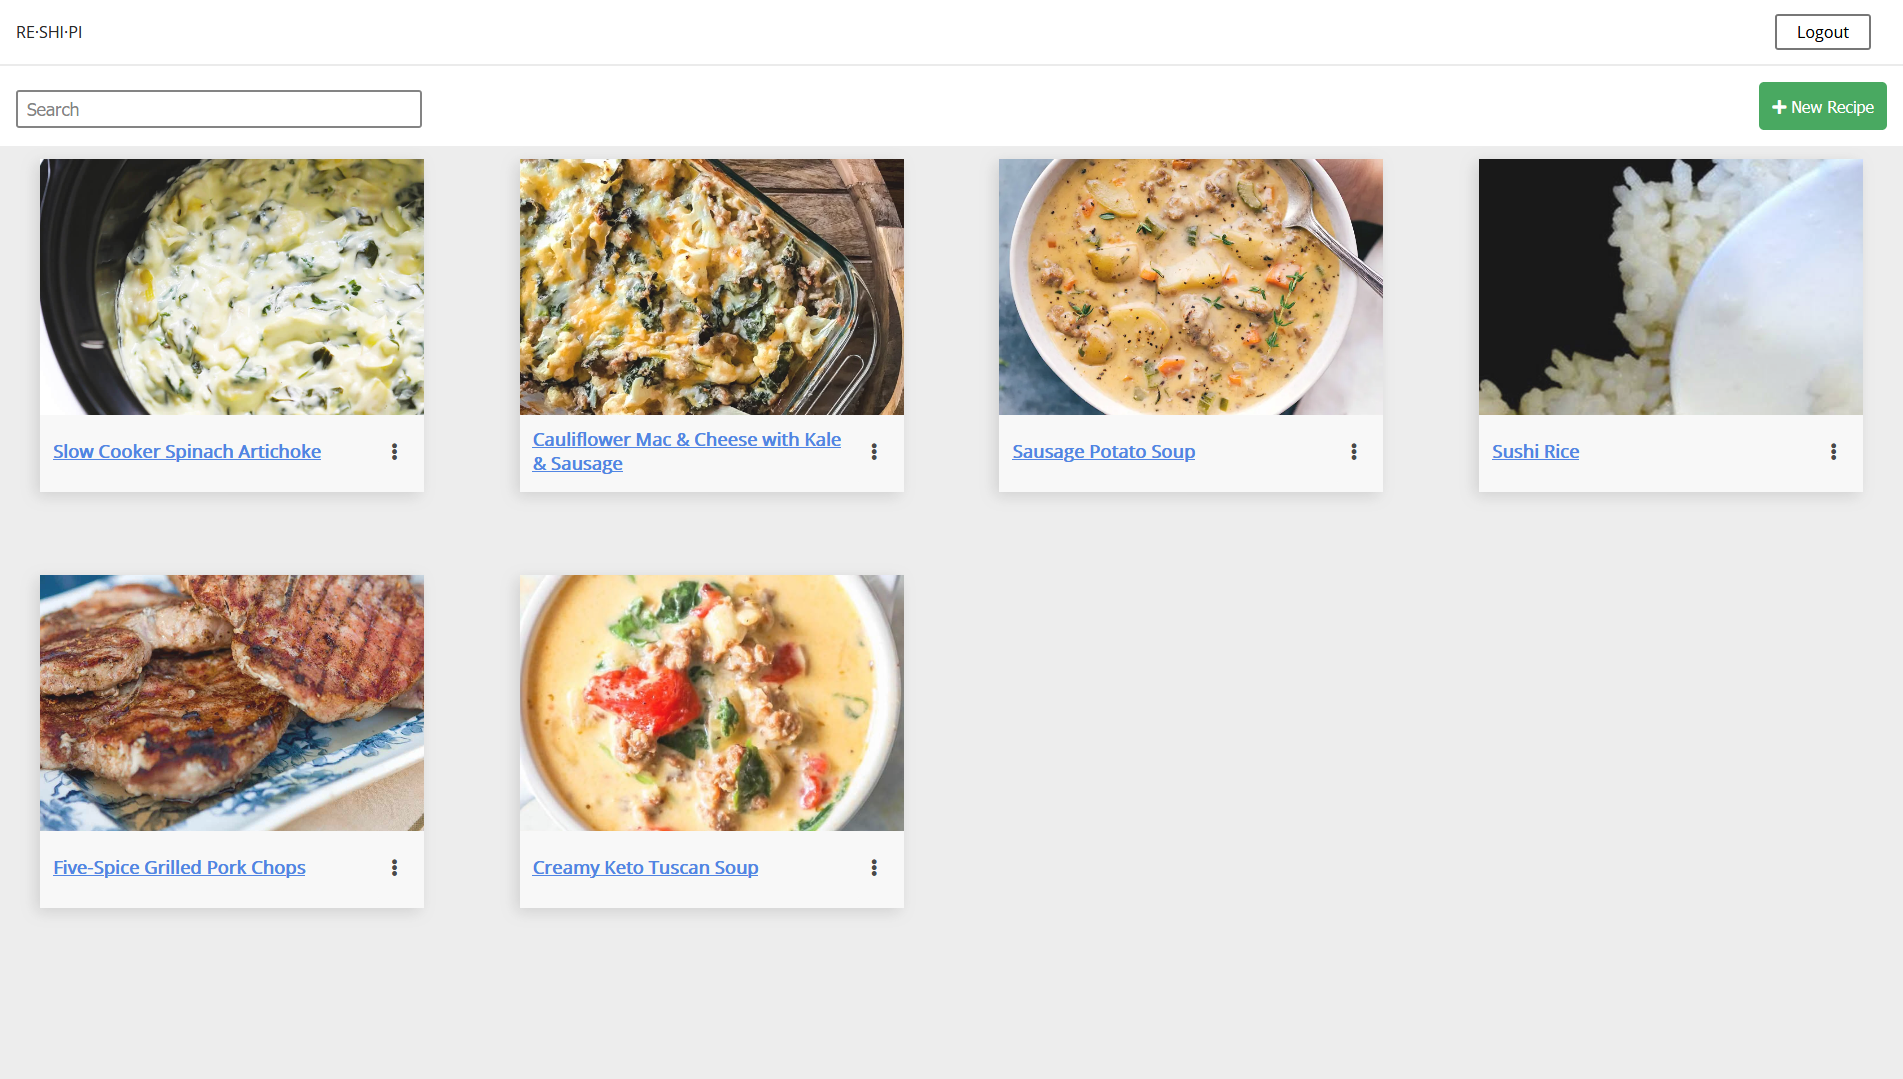 RE·SHI·PI
Logout
Search
New Recipe
Slow Cooker Spinach Artichoke
Cauliflower Mac & Cheese with Kale
& Sausage
Sausage Potato Soup
Sushi Rice
Five-Spice Grilled Pork Chops
Creamy Keto Tuscan Soup